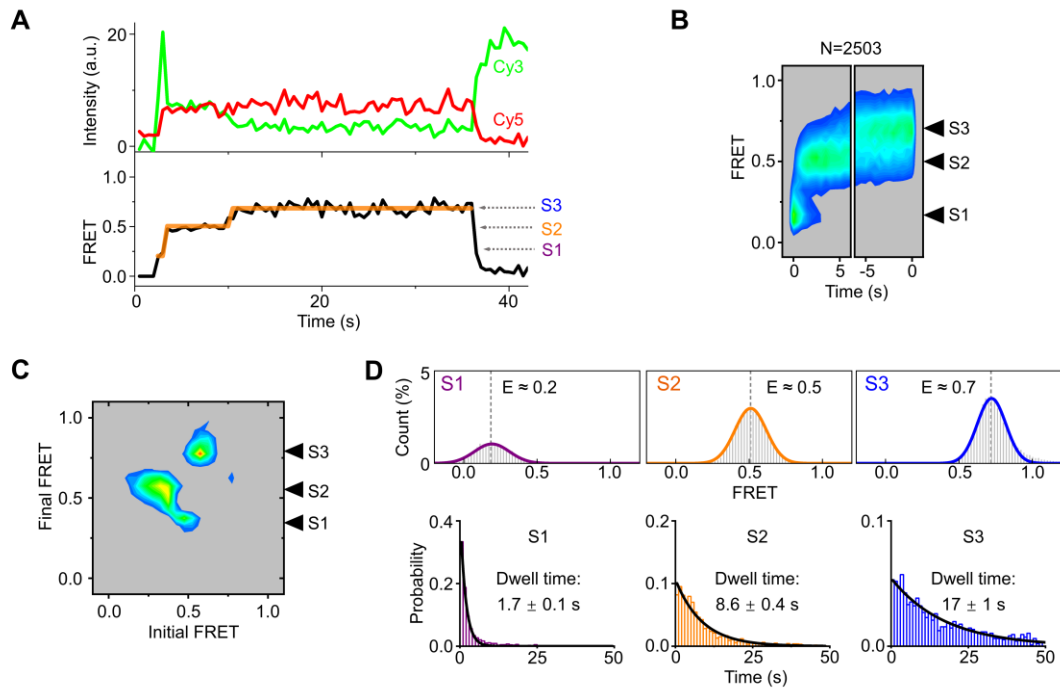 A
Intensity (a.u.)
20
0
Cy3
Cy5
FRET
1.0
0.5
0.0
S3
S2
S1
0
20
40
Time (s)
B
N=2503
FRET
1.0
0.5
0.0
S3
S2
S1
0
5
-5
0
Time (s)
C
Final FRET
1.0
0.5
0.0
S3
S2
S1
0.0
0.5
1.0
Initial FRET
D
Count (%)
5
0
S1
E ≈ 0.2
S2
E ≈ 0.5
S3
E ≈ 0.7
0.0
0.5
1.0
0.0
0.5
1.0
0.0
0.5
1.0
FRET
Probability
0.4
0.2
0.0
S1
Dwell time:
1.7 ± 0.1 s
0
25
50
0.2
0.1
0.0
S2
Dwell time:
8.6 ± 0.4 s
0
25
50
0.1
0.0
S3
Dwell time:
17 ± 1 s
0
25
50
Time (s)